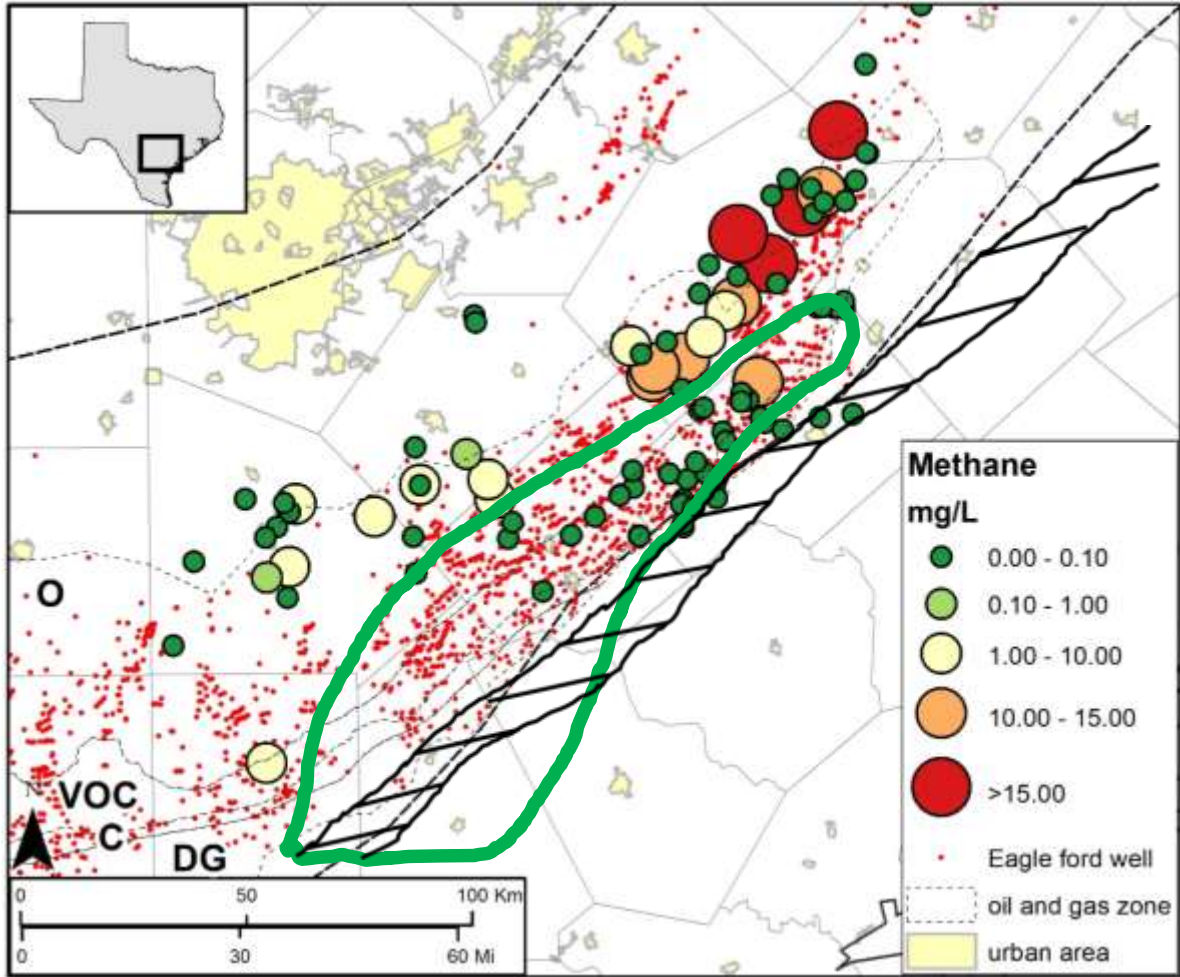 O
VOC
C
DG
N
0 50 100 Km
0 30 60 Mi
Methane
mg/L
0.00 - 0.10
0.10 - 1.00
1.00 - 10.00
10.00 - 15.00
>15.00
Eagle ford well
oil and gas zone
urban area